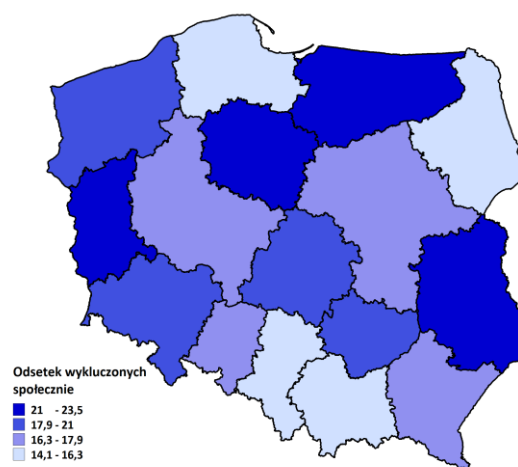 Odsetek wykluczonych
społecznie
21 - 23,5
17,9 - 21
16,3 - 17,9
14,1 - 16,3